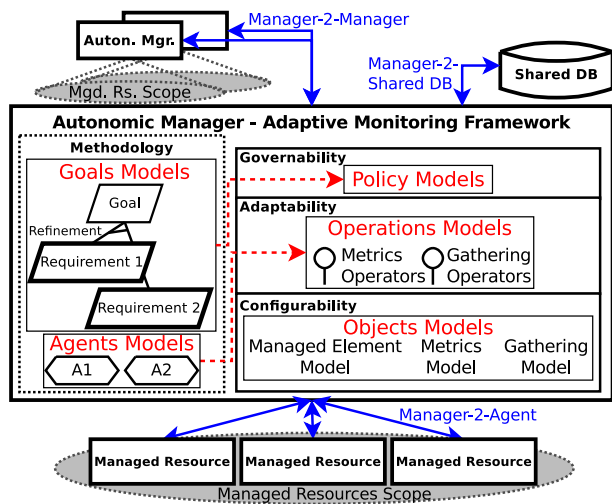 Manager-2-Manager
Auton. Mgr.
Manager-2-
Shared DB
Shared DB
Mgd. Rs. Scope
Autonomic Manager - Adaptive Monitoring Framework
Methodology
Goals Models
Goal
Refinement
Requirement 1
Requirement 2
Agents Models
A1
A2
Governability
Policy Models
Adaptability
Operations Models
Metrics
Operators
Gathering
Operators
Configurability
Objects Models
Managed Element
Model
Metrics
Model
Gathering
Model
Manager-2-Agent
Managed Resource
Managed Resource
Managed Resource
Managed Resources Scope